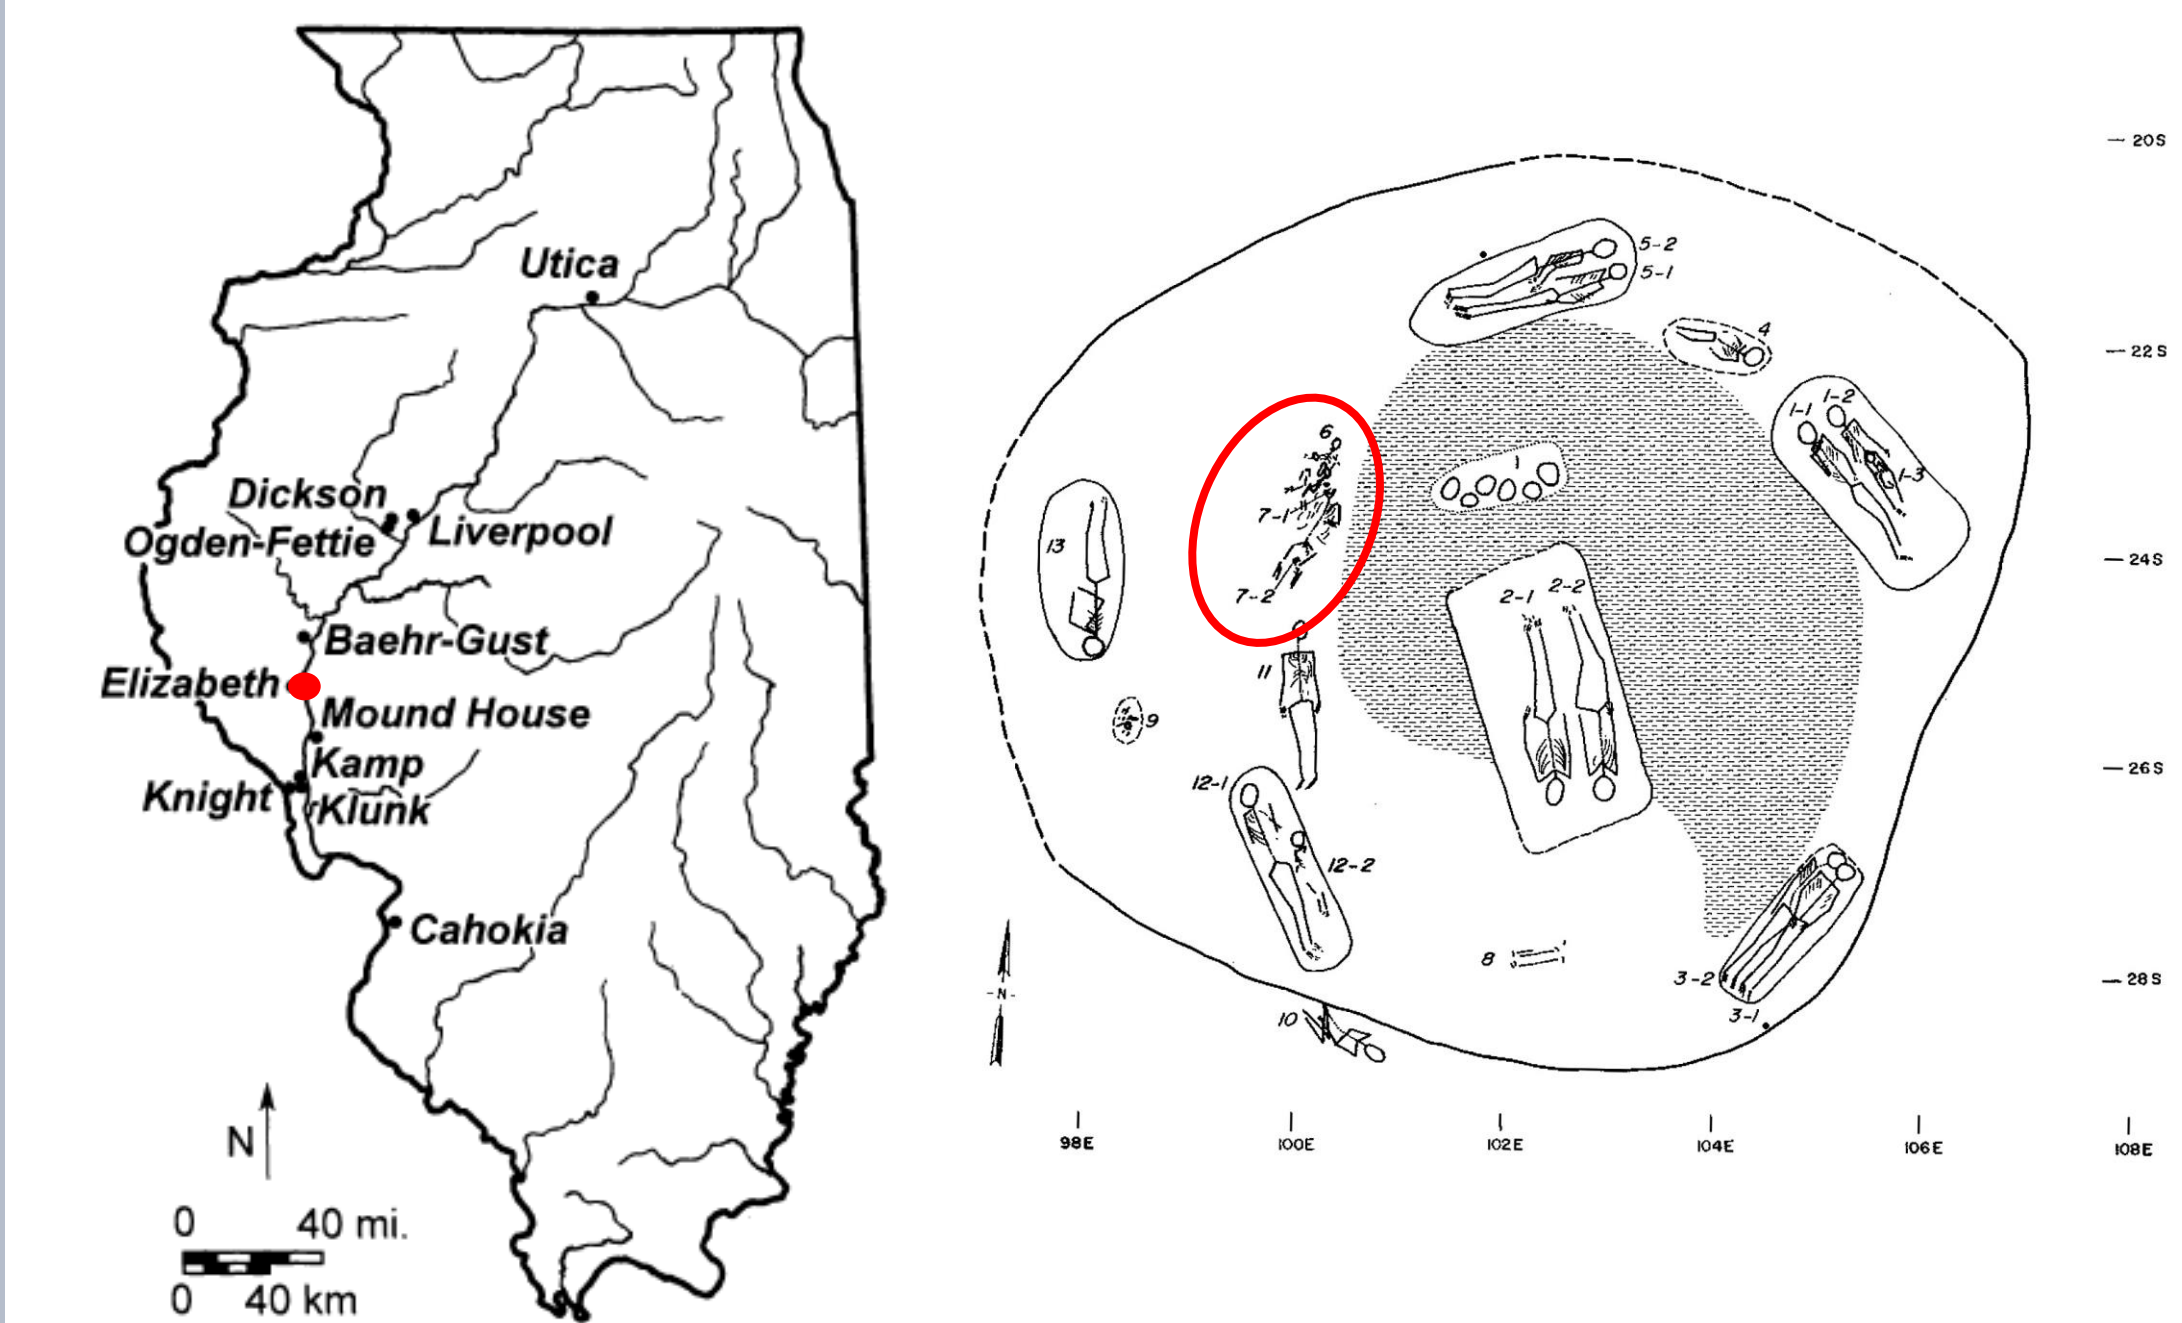 Utica
Dickson
Ogden-Fettie
Liverpool
Baehr-Gust
Elizabeth
Mound House
Kamp
Knight
Klunk
Cahokia
N
0 40 mi.
0 40 km
20S
5-2
5-1
4
22S
1-1
1-2
1-3
6
1
7-1
13
24S
7-2
2-1
2-2
11
9
26S
12-1
12-2
8
3-2
28S
-N-
10
3-1
98E
100E
102E
104E
106E
108E